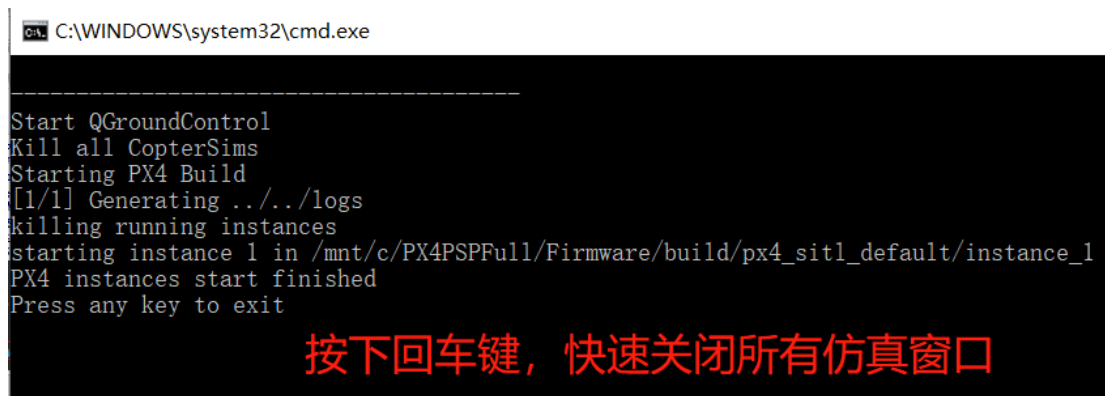 C:\WINDOWS\system32\cmd.exe
---------------------------------------
Start QGroundControl
Kill all CopterSims
Starting PX4 Build
[1/1] Generating ../../logs
killing running instances
starting instance 1 in /mnt/c/PX4PSPFull/Firmware/build/px4_sitl_default/instance_1
PX4 instances start finished
Press any key to exit
按下回车键，快速关闭所有仿真窗口